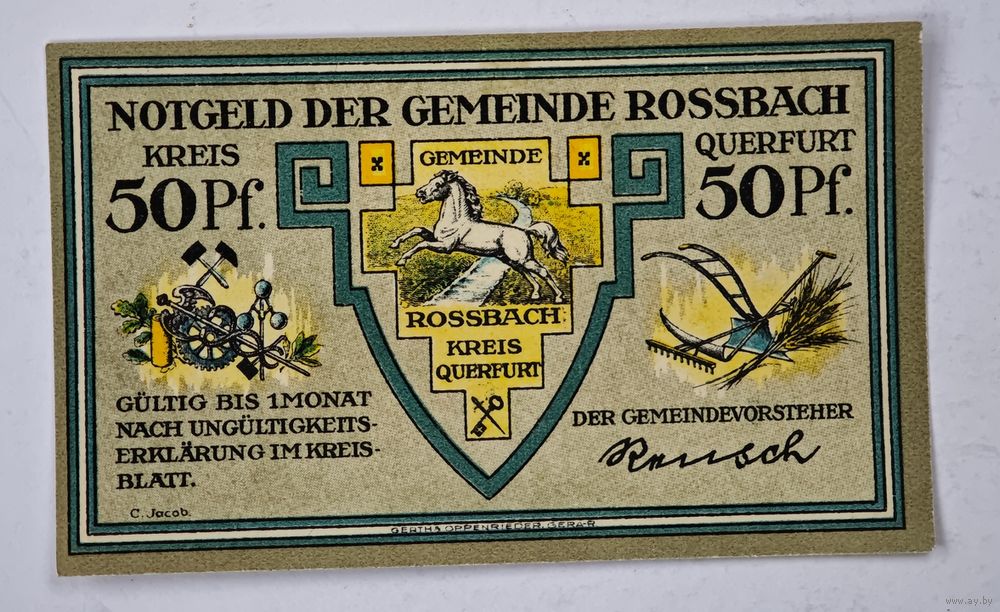 NOTGELD DER GEMEINDE ROSSBACH
KREIS
QUERFURT
50 Pf.
50 Pf.
GEMEINDE
ROSSBACH
KREIS
QUERFURT
GÜLTIG BIS 1 MONAT
NACH UNGÜLTIGKEITS-
ERKLÄRUNG IM KREIS-
BLATT.
DER GEMEINDEVORSTEHER
Reusch
C. Jacob.
GERTH & OPPENRIEDER, GERA-R
www.ay.by